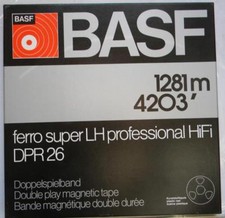 BASF
BASF
1281m
4203'
ferro super LH professional HiFi
DPR 26
Doppelspielband
Double play magnetic tape
Bande magnétique double durée